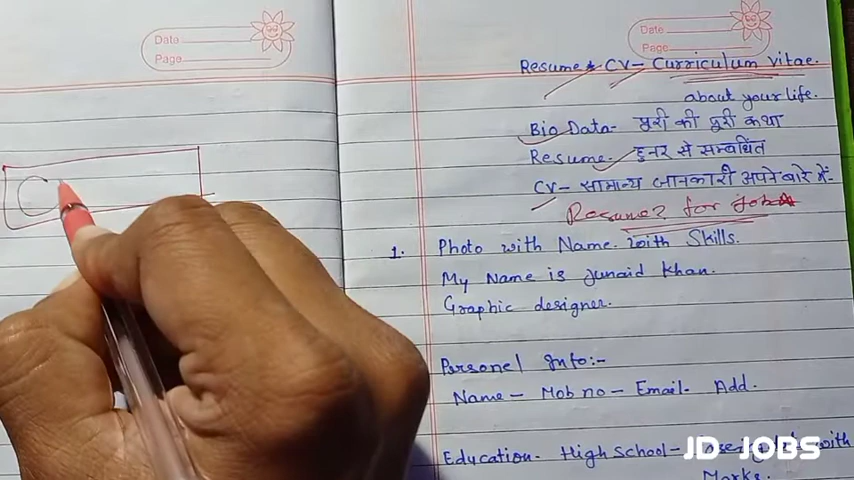 Date
Page
Date
Page
Resume CV- Curriculum vitae.
about your life.
Bio Data- पूरी की पूरी कथा
Resume- हुनर से सम्बंधित
CV- सामान्य जानकारी अपने बारे में-
Resume? for job
1. Photo with Name with Skills.
My Name is Junaid Khan.
Graphic designer.
Personel Info:-
Name- Mob no- Email- Add.
Education- High School- with
Marks.
JD JOBS